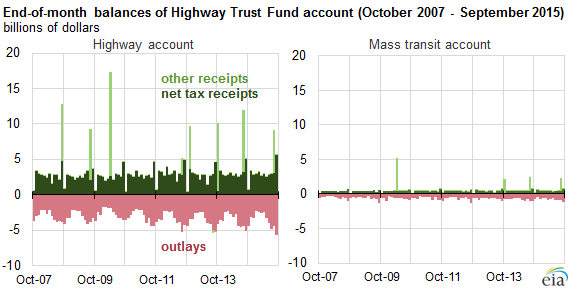 End-of-month balances of Highway Trust Fund account (October 2007 - September 2015)
billions of dollars
Highway account
20
15
10
5
0
-5
-10
other receipts
net tax receipts
outlays
Oct-07 Oct-09 Oct-11 Oct-13
Mass transit account
20
15
10
5
0
-5
-10
Oct-07 Oct-09 Oct-11 Oct-13
eia